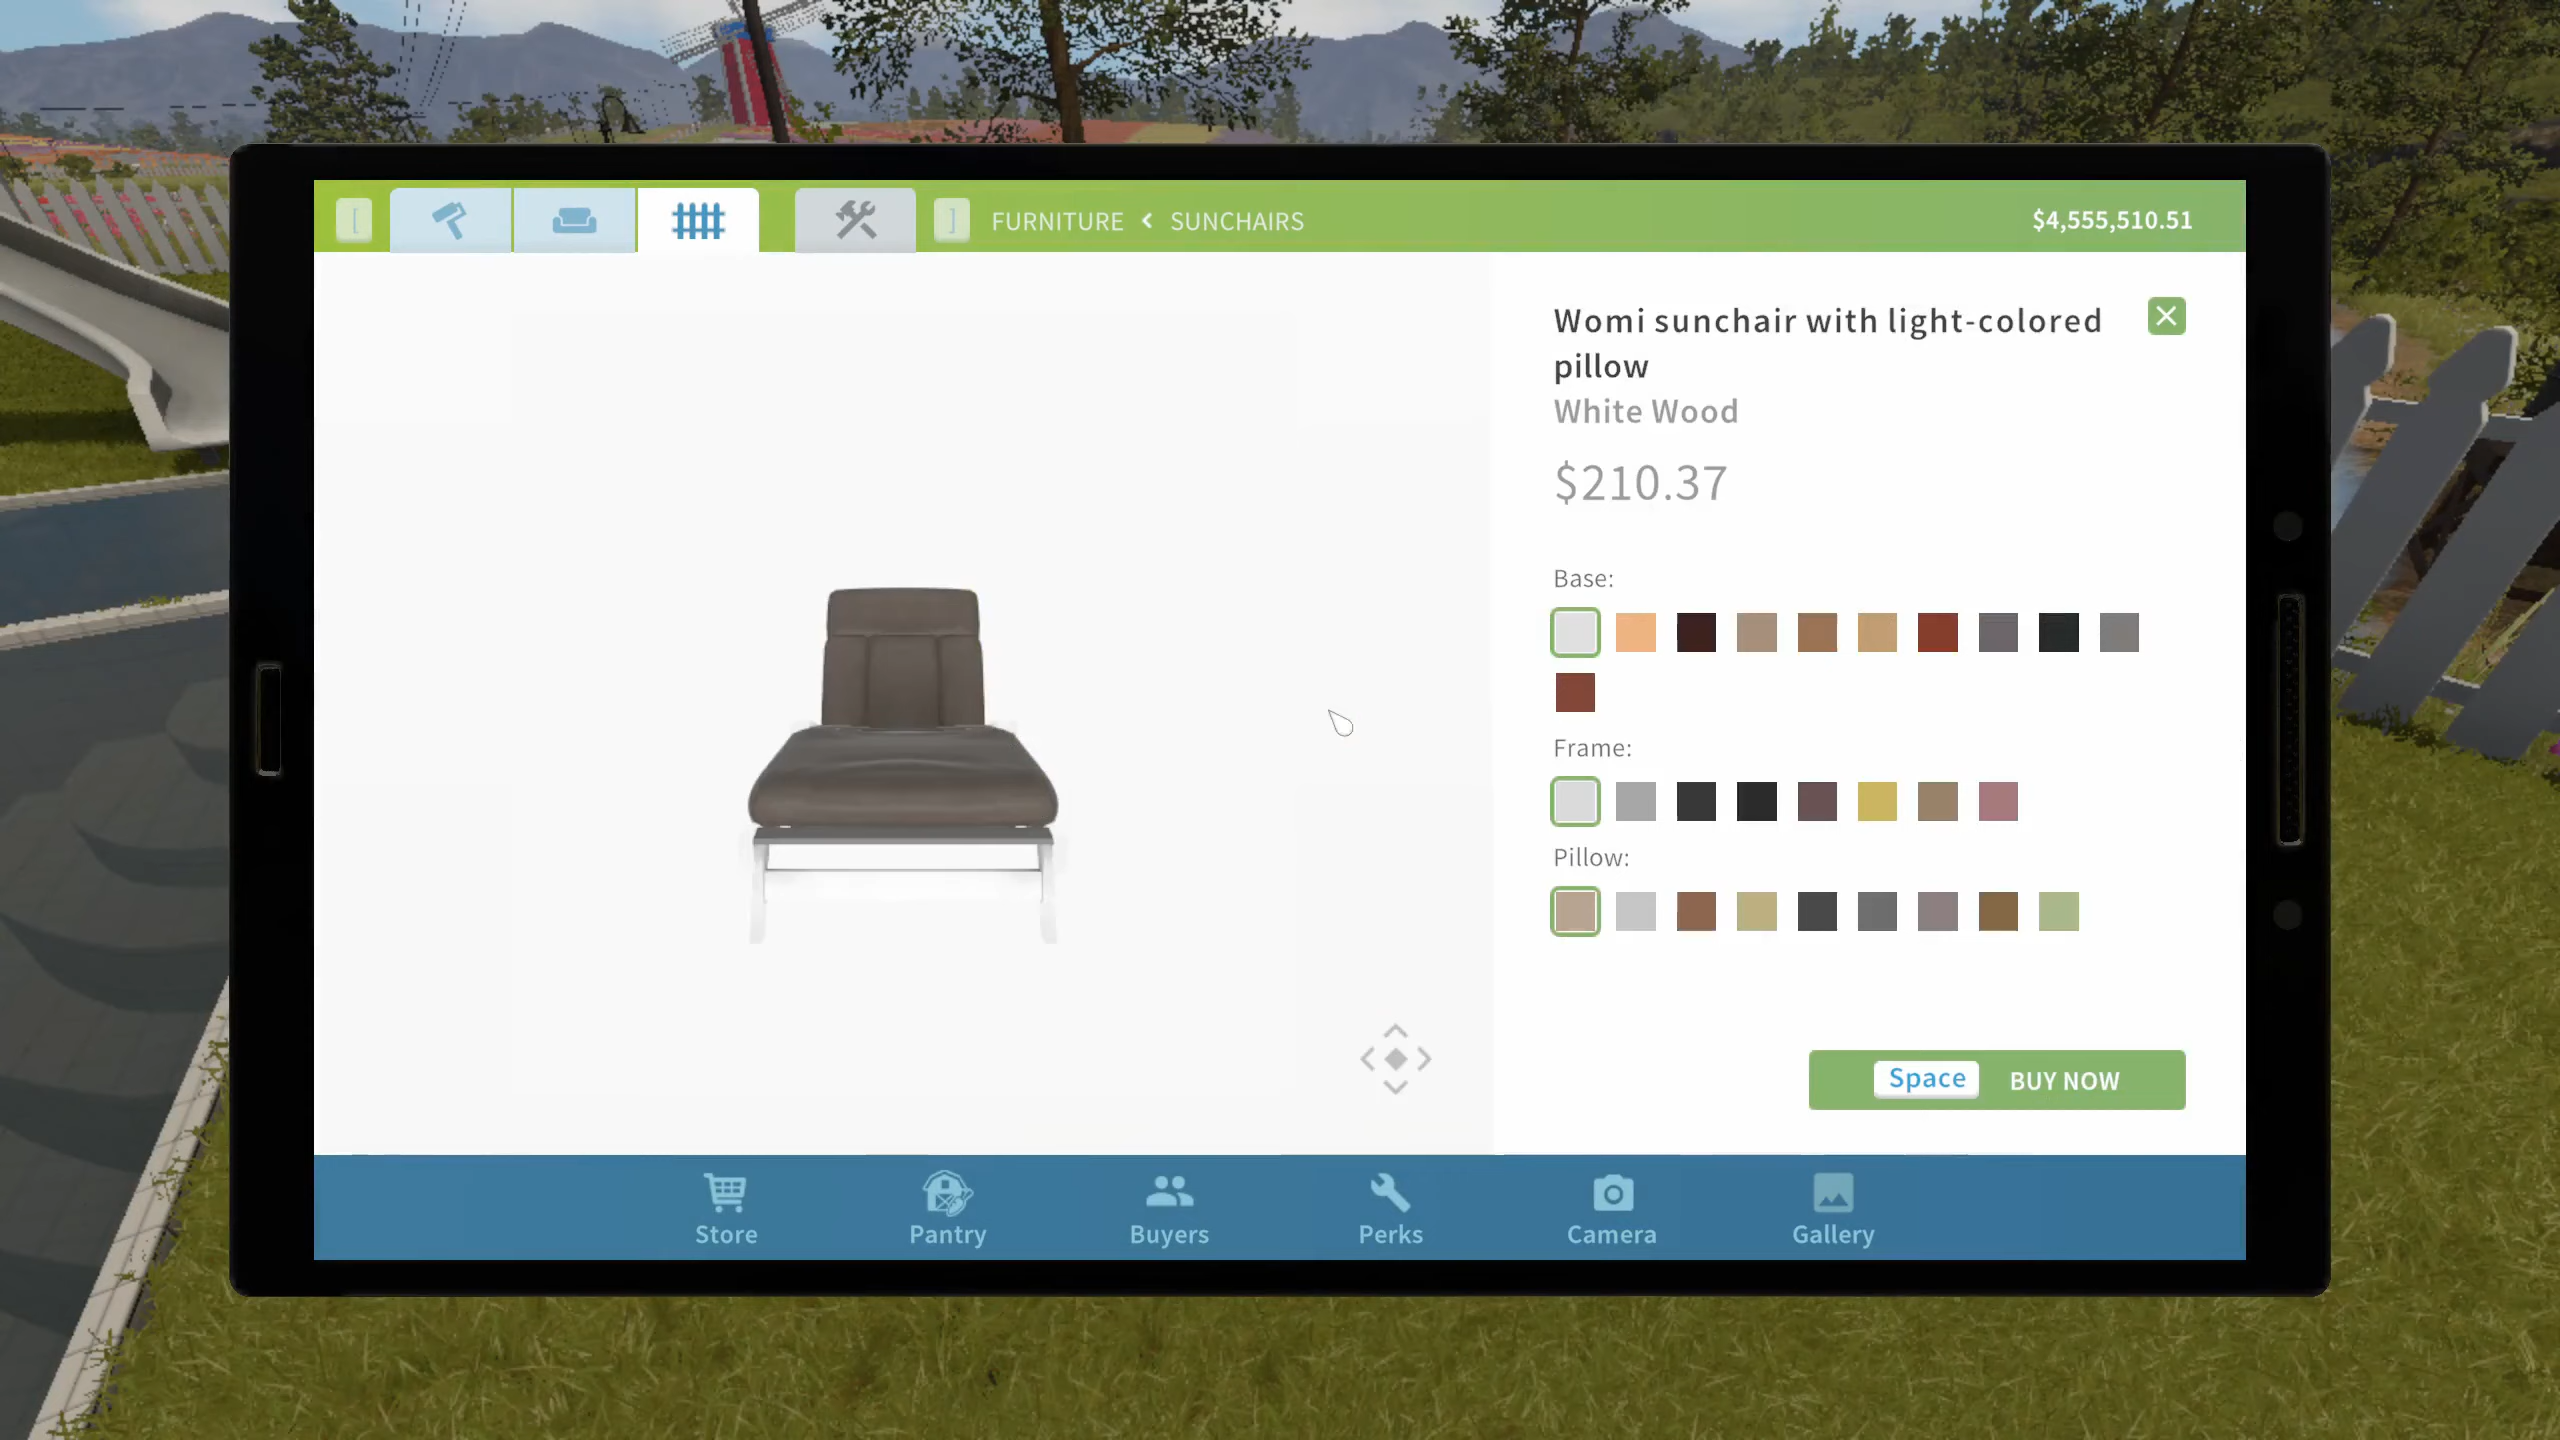 [
] FURNITURE < SUNCHAIRS
$4,555,510.51
Womi sunchair with light-colored
pillow
White Wood
$210.37
Base:
Frame:
Pillow:
Space BUY NOW
Store
Pantry
Buyers
Perks
Camera
Gallery